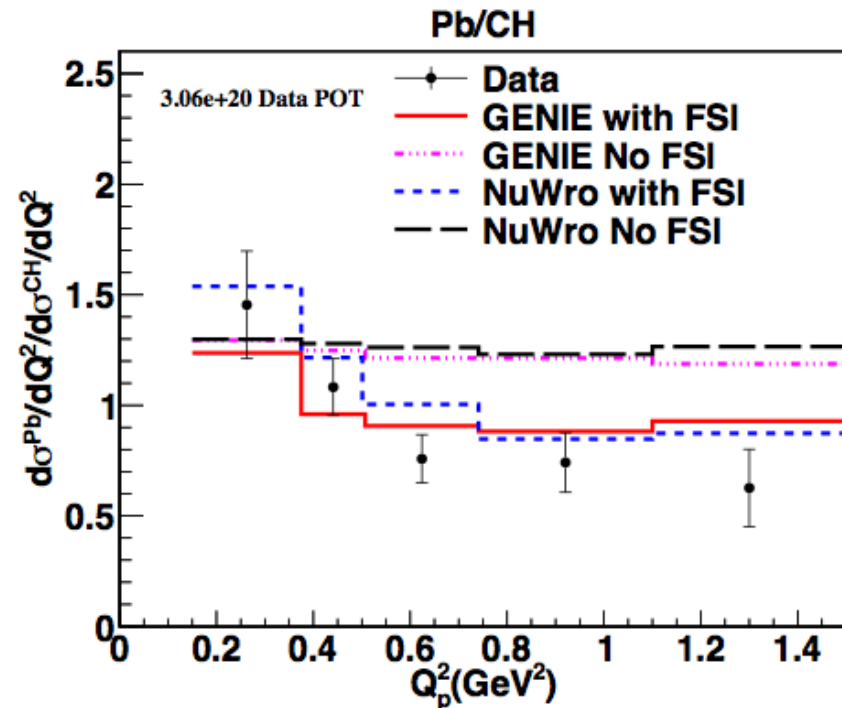 Pb/CH
3.06e+20 Data POT
Data
GENIE with FSI
GENIE No FSI
NuWro with FSI
NuWro No FSI
dσ^Pb/dQ²/dσ^CH/dQ²
2.5
2
1.5
1
0.5
0
0 0.2 0.4 0.6 0.8 1 1.2 1.4
Q²ₚ(GeV²)